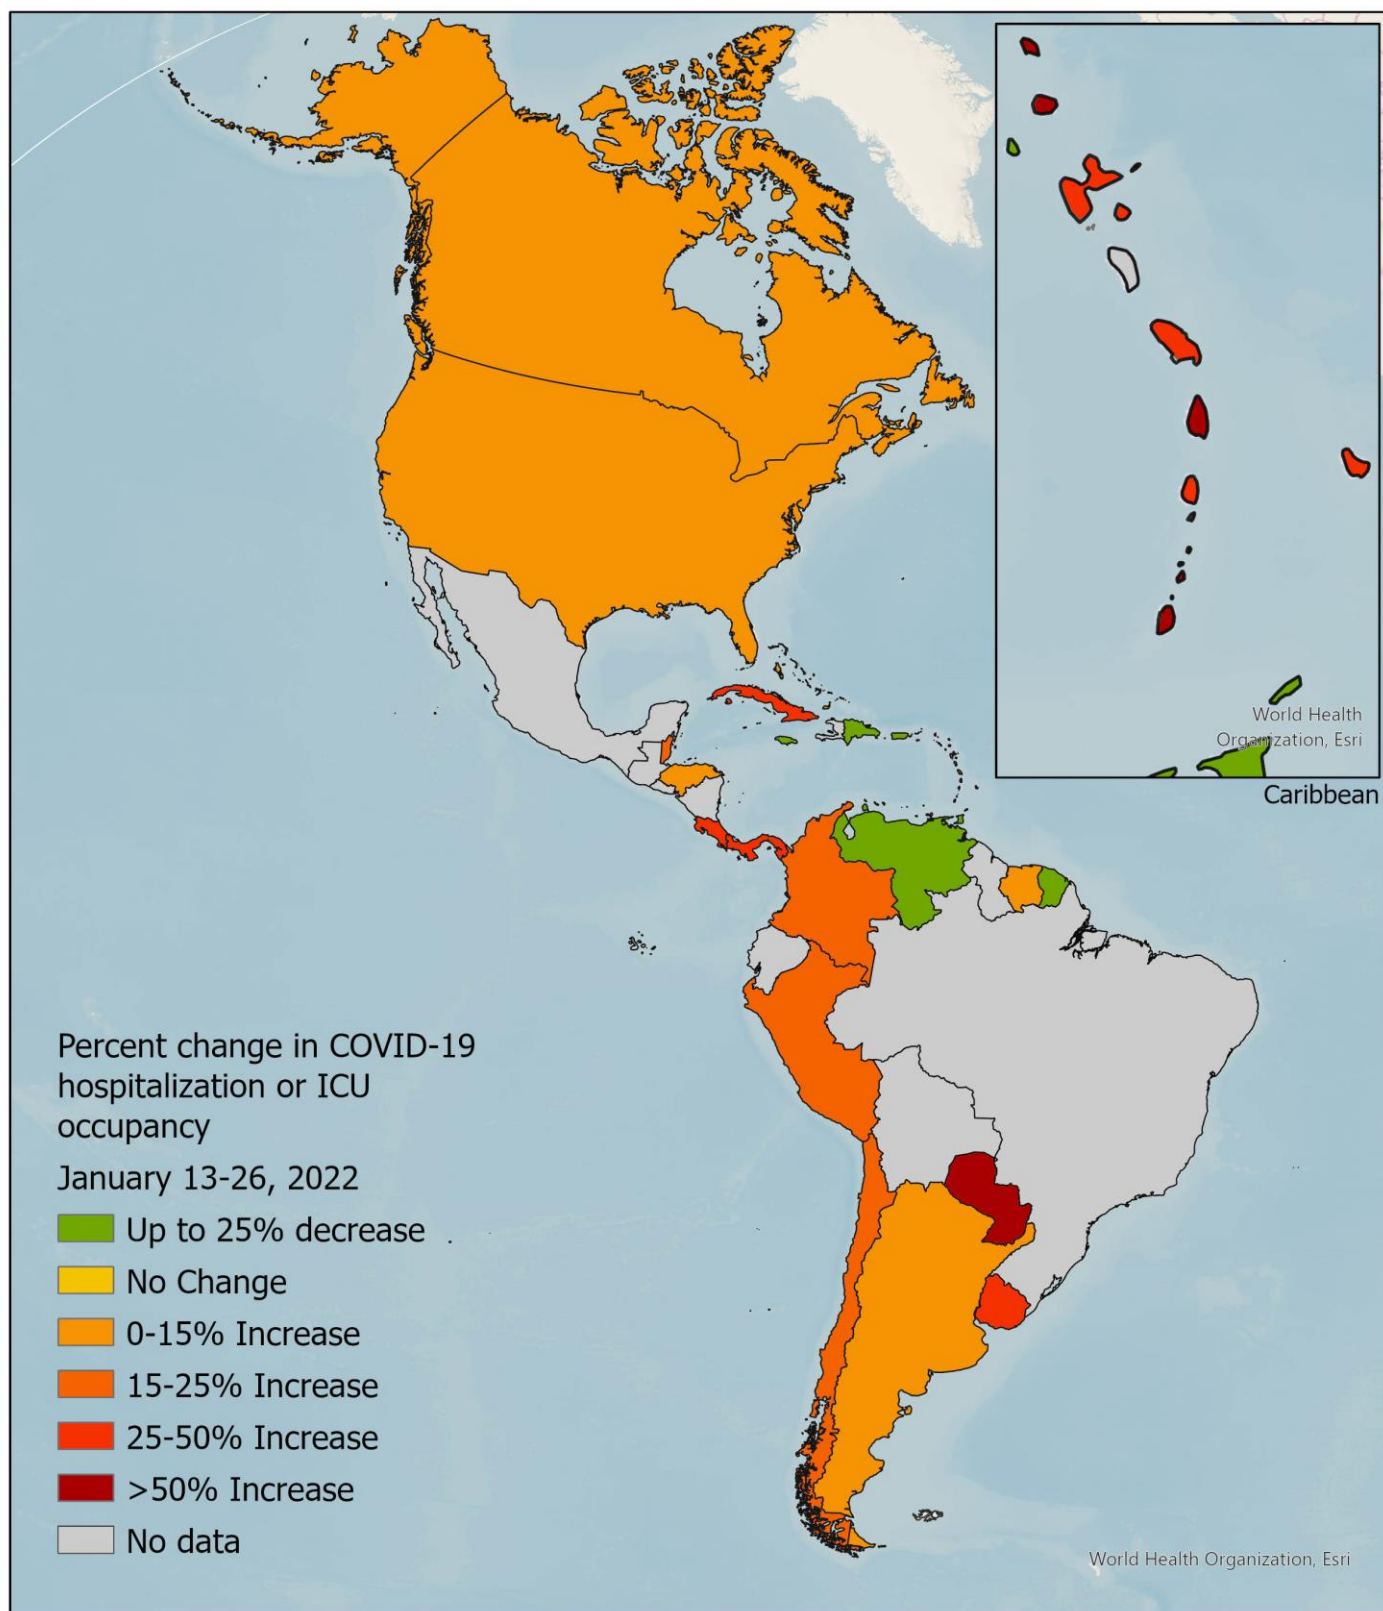 World Health
Organization, Esri
Caribbean
Percent change in COVID-19
hospitalization or ICU
occupancy
January 13-26, 2022
Up to 25% decrease
No Change
0-15% Increase
15-25% Increase
25-50% Increase
>50% Increase
No data
World Health Organization, Esri